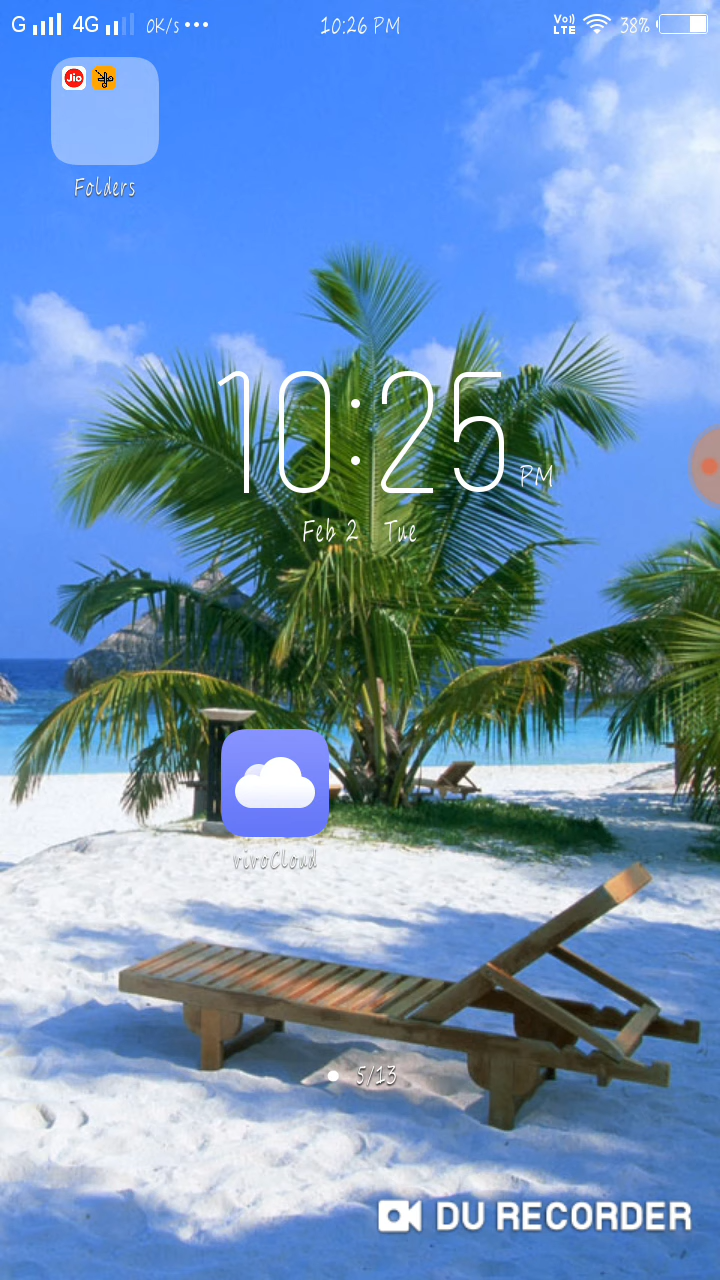 G 4G 0K/s ••• 10:26 PM Vo)) LTE 38%
Jio
Folders
10:25 PM
Feb 2 Tue
vivoCloud
5/13
DU RECORDER